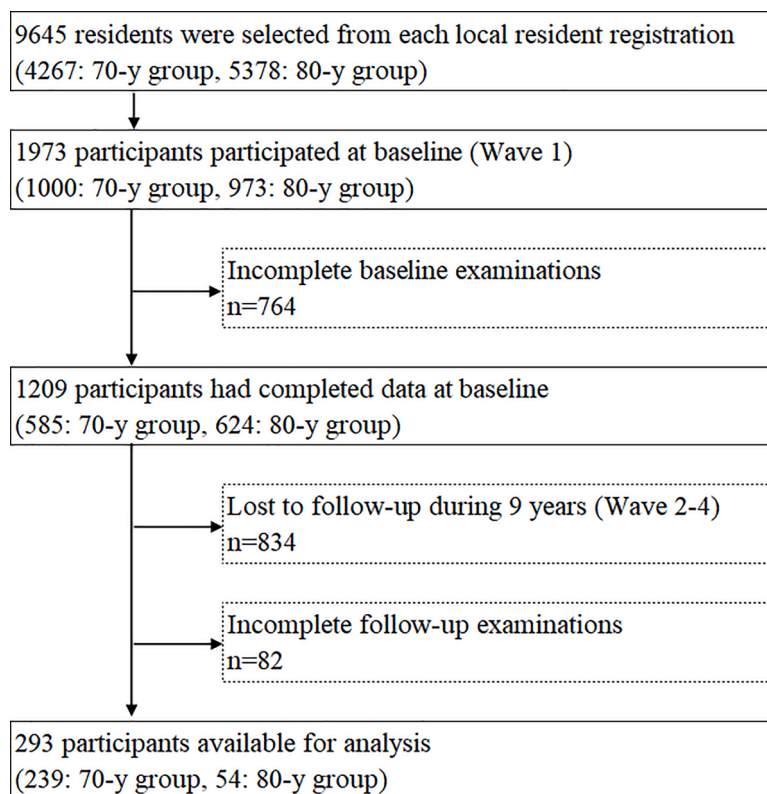 9645 residents were selected from each local resident registration
(4267: 70-y group, 5378: 80-y group)
1973 participants participated at baseline (Wave 1)
(1000: 70-y group, 973: 80-y group)
Incomplete baseline examinations
n=764
1209 participants had completed data at baseline
(585: 70-y group, 624: 80-y group)
Lost to follow-up during 9 years (Wave 2-4)
n=834
Incomplete follow-up examinations
n=82
293 participants available for analysis
(239: 70-y group, 54: 80-y group)